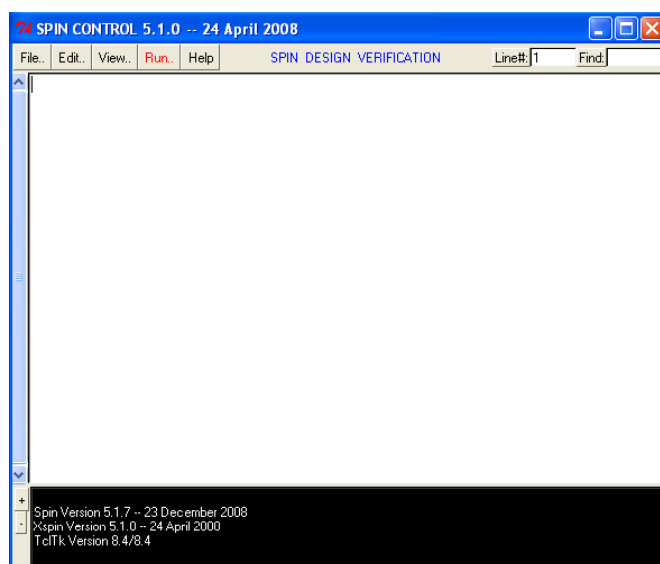 SPIN CONTROL 5.1.0 -- 24 April 2008
File.. Edit.. View.. Run.. Help SPIN DESIGN VERIFICATION Line#: 1 Find:
+
Spin Version 5.1.7 -- 23 December 2008
- Xspin Version 5.1.0 -- 24 April 2000
TclTk Version 8.4/8.4